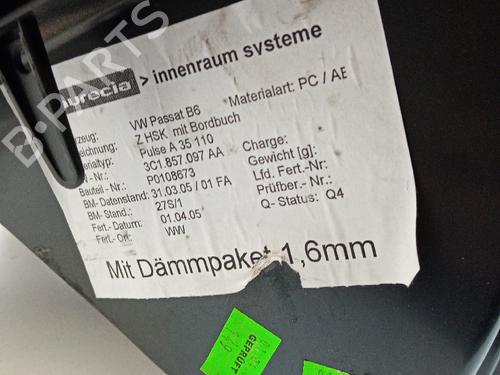 B-PARTS
> innenraum systeme
VW Passat B6
Materialart: PC / AE
Z HSK mit Bordbuch
Pulse A 35 110
3C1.857.097 AA
Charge:
Bauteil - Nr.: P0108673
Gewicht [g]:
BM- Datenstand: 31.03.05 / 01 FA
Lfd. Fert.-Nr:
BM- Stand.: 27S/1
Prüfber.- Nr.:
Fert.- Datum: 01.04.05
Q- Status: Q4
Fert.- Ort: WW
Mit Dämmpaket 1,6mm
GEPRÜFT